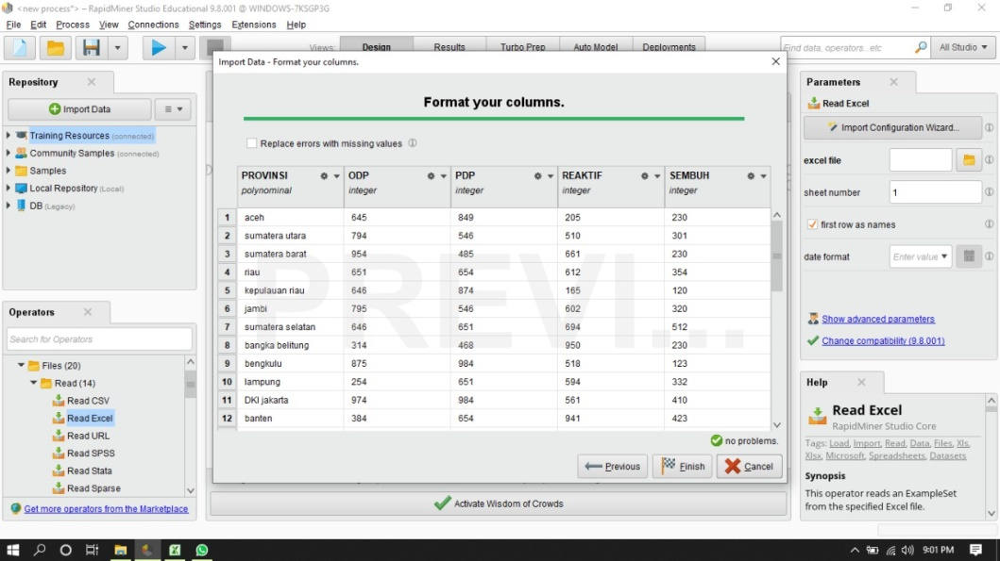 <new process*> – RapidMiner Studio Educational 9.8.001 @ WINDOWS-7KSGP3G
File Edit Process View Connections Settings Extensions Help
Views: Design Results Turbo Prep Auto Model Deployments
Find data, operators...etc All Studio
Repository
Import Data
Training Resources (connected)
Community Samples (connected)
Samples
Local Repository (Local)
DB (Legacy)
Operators
Search for Operators
Files (20)
Read (14)
Read CSV
Read Excel
Read URL
Read SPSS
Read Stata
Read Sparse
Get more operators from the Marketplace
Import Data - Format your columns.
Format your columns.
Replace errors with missing values
PROVINSI ODP PDP REAKTIF SEMBUH
polynominal integer integer integer integer
1 aceh 645 849 205 230
2 sumatera utara 794 546 510 301
3 sumatera barat 954 485 661 230
4 riau 651 654 612 354
5 kepulauan riau 646 874 165 120
6 jambi 795 546 602 320
7 sumatera selatan 646 651 694 512
8 bangka belitung 314 468 950 230
9 bengkulu 875 984 518 123
10 lampung 254 651 594 332
11 DKI jakarta 974 984 561 410
12 banten 384 654 941 423
PREVI...
no problems.
Previous Finish Cancel
Activate Wisdom of Crowds
Parameters
Read Excel
Import Configuration Wizard...
excel file
sheet number 1
first row as names
date format Enter value
Show advanced parameters
Change compatibility (9.8.001)
Help
Read Excel
RapidMiner Studio Core
Tags: Load, Import, Read, Data, Files, Xls,
Xlsx, Microsoft, Spreadsheets, Datasets
Synopsis
This operator reads an ExampleSet
from the specified Excel file.
9:01 PM